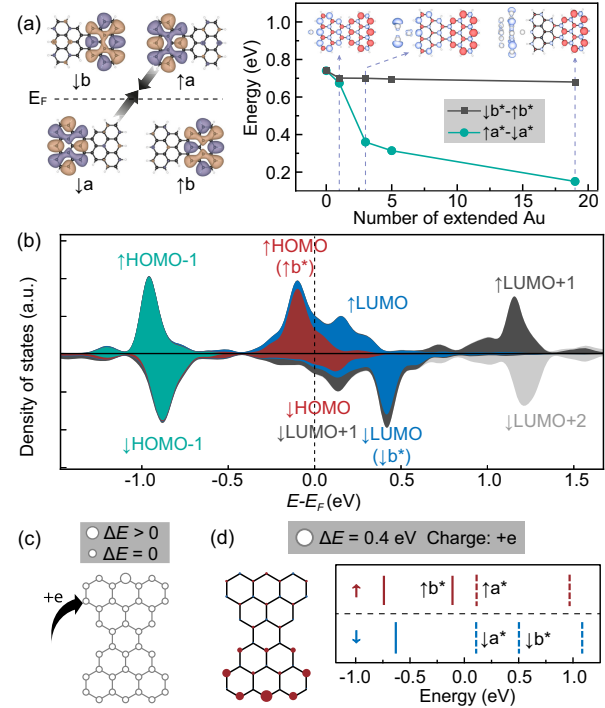 (a)
↓b
↑a
E_F
↓a
↑b
Energy (eV)
1.0
0.8
0.6
0.4
0.2
↓b*-↑b*
↑a*-↓a*
0
5
10
15
20
Number of extended Au
(b)
Density of states (a.u.)
↑HOMO-1
↑HOMO
(↑b*)
↑LUMO
↑LUMO+1
↓HOMO-1
↓HOMO
↓LUMO+1
↓LUMO
(↓b*)
↓LUMO+2
-1.0
-0.5
0.0
0.5
1.0
1.5
E-E_F (eV)
(c)
ΔE > 0
ΔE = 0
+e
(d)
ΔE = 0.4 eV Charge: +e
↑
↑b*
↑a*
↓
↓a*
↓b*
-1.0
-0.5
0.0
0.5
1.0
Energy (eV)